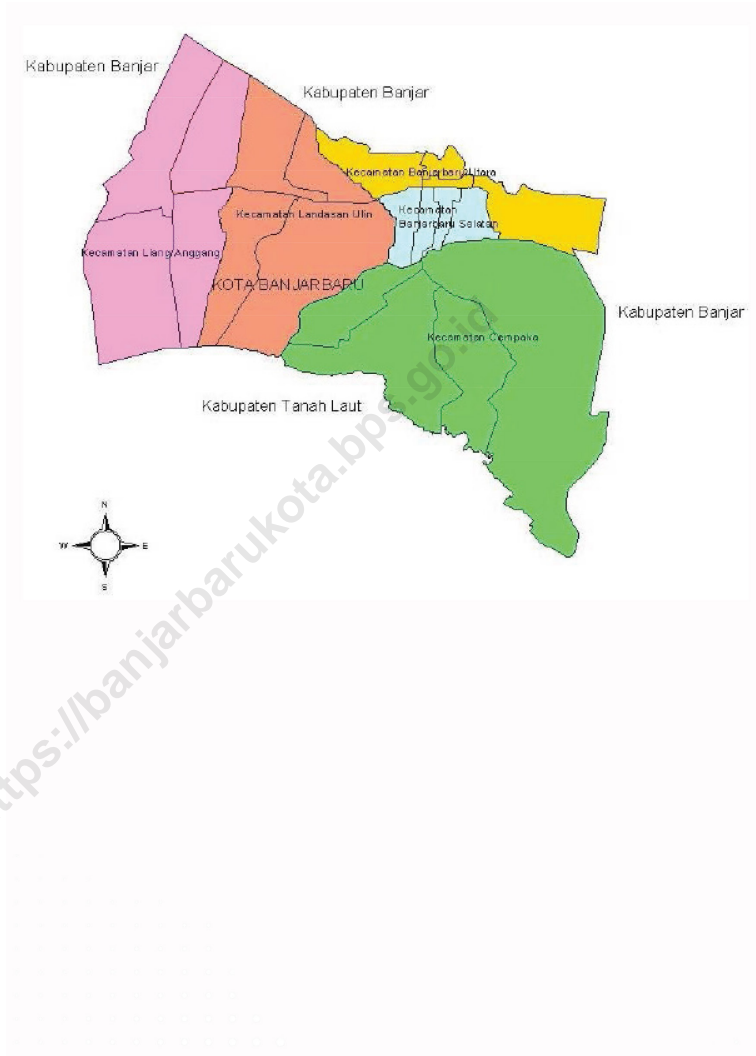 Kabupaten Banjar
Kabupaten Banjar
Kecamatan Banjarbaru Utara
Kecamatan Landasan Ulin
Kecamatan
Banjarbaru Selatan
Kecamatan Liang Anggang
KOTA BANJARBARU
Kabupaten Banjar
Kecamatan Cempaka
Kabupaten Tanah Laut
N
W
E
S
https://banjarbarukota.bps.go.id